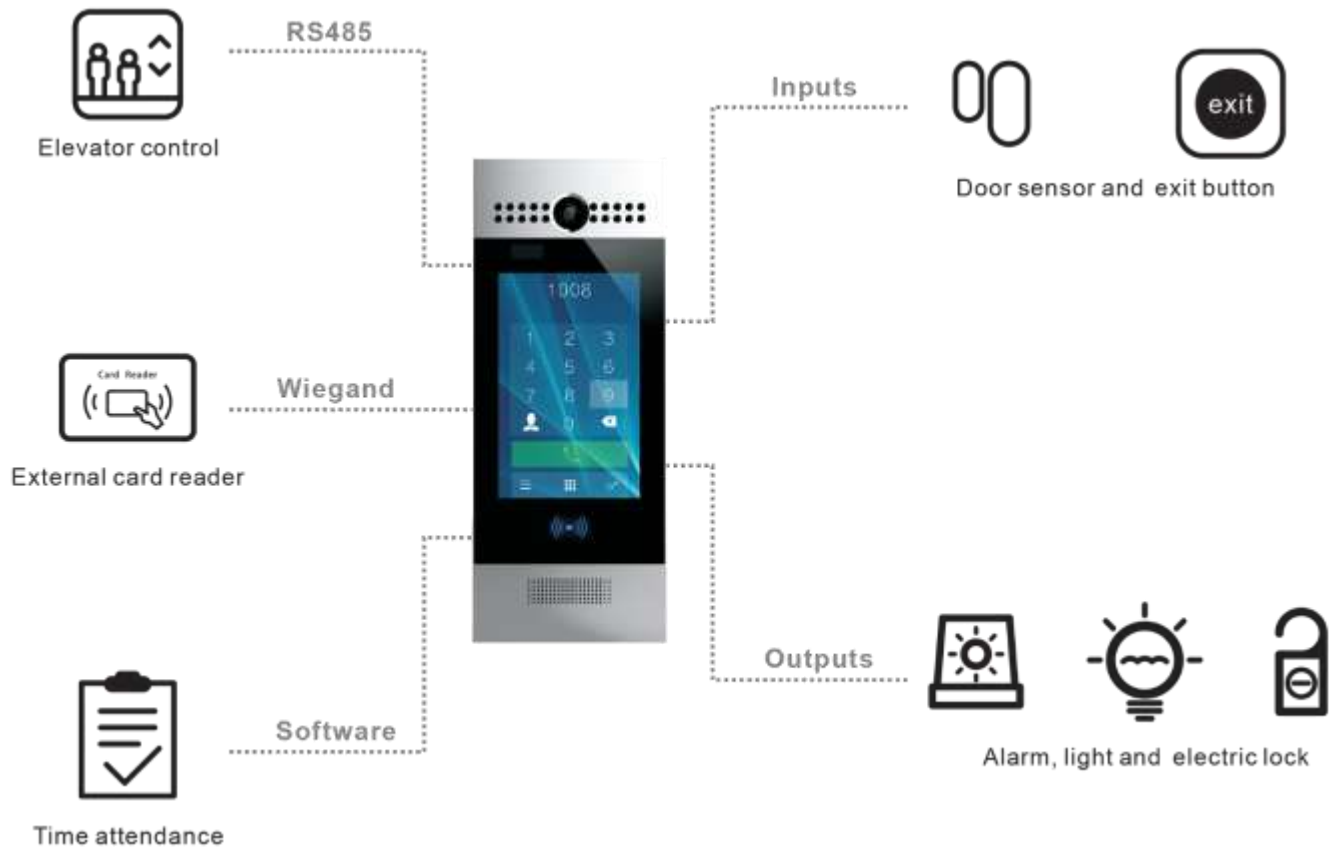 RS485
Elevator control
Inputs
exit
Door sensor and exit button
1008
1 2 3
4 5 6
7 8 9
0
Card Reader
Wiegand
External card reader
Outputs
Alarm, light and electric lock
Software
Time attendance